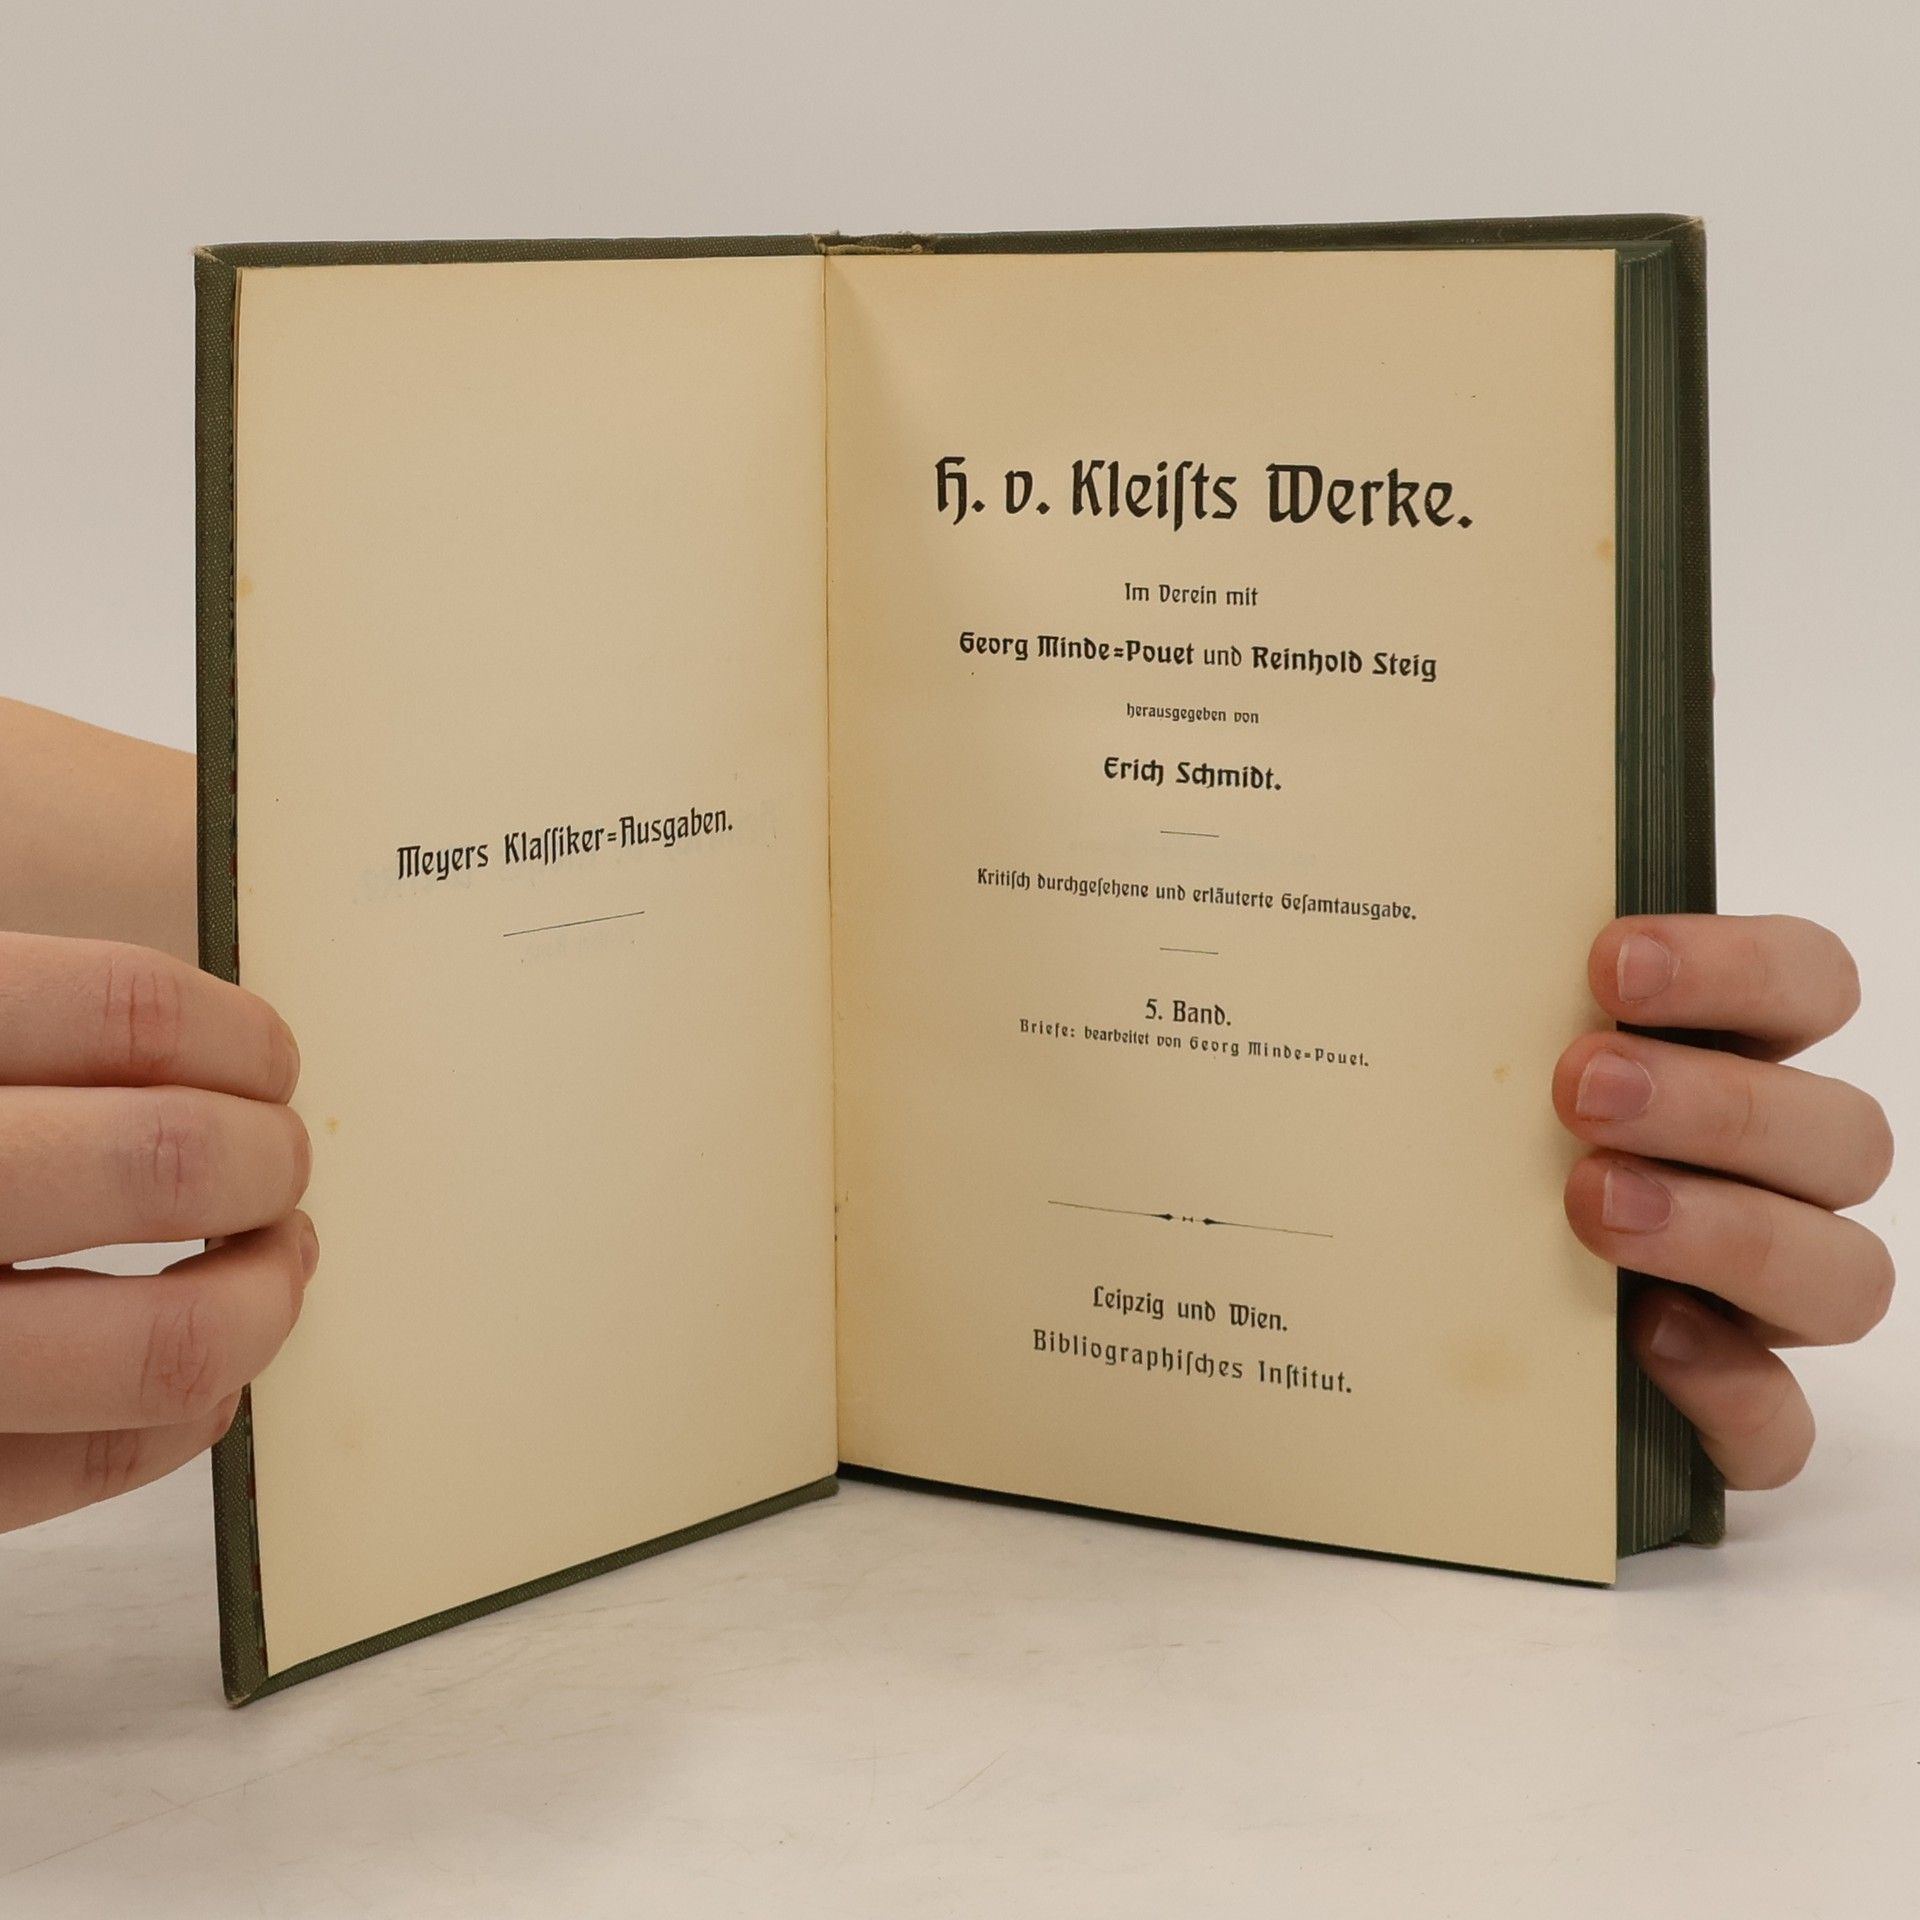 Meyers Klaſſiker=Ausgaben.
H. v. Kleiſts Werke.
Im Verein mit
Georg Minde=Pouet und Reinhold Steig
herausgegeben von
Erich Schmidt.
Kritiſch durchgeſehene und erläuterte Geſamtausgabe.
5. Band.
Briefe: bearbeitet von Georg Minde=Pouet.
Leipzig und Wien.
Bibliographiſches Inſtitut.